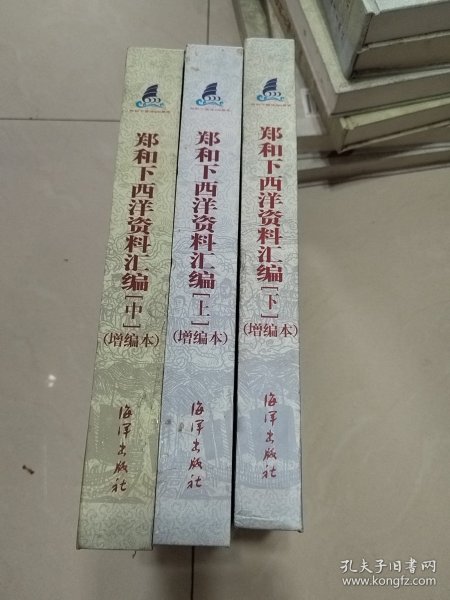 郑和下西洋资料汇编[中]
(增编本)
海洋出版社
郑和下西洋资料汇编[上]
(增编本)
海洋出版社
郑和下西洋资料汇编[下]
(增编本)
海洋出版社
孔夫子旧书网
www.kongfz.com